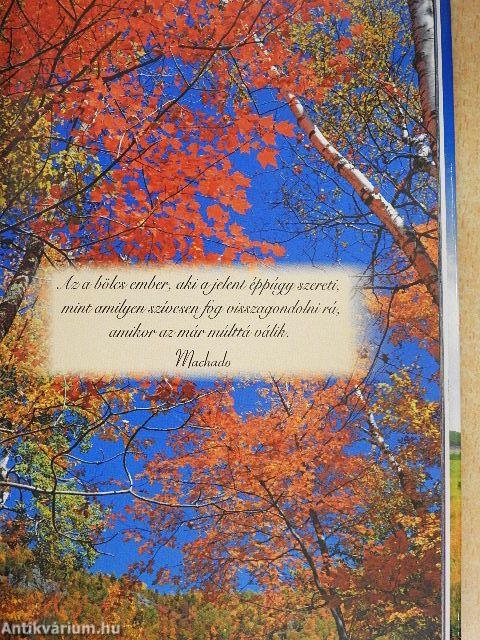 Az a bölcs ember, aki a jelent éppúgy szereti,
mint amilyen szívesen fog visszagondolni rá,
amikor az már múlttá válik.
Machado
Antikvárium.hu